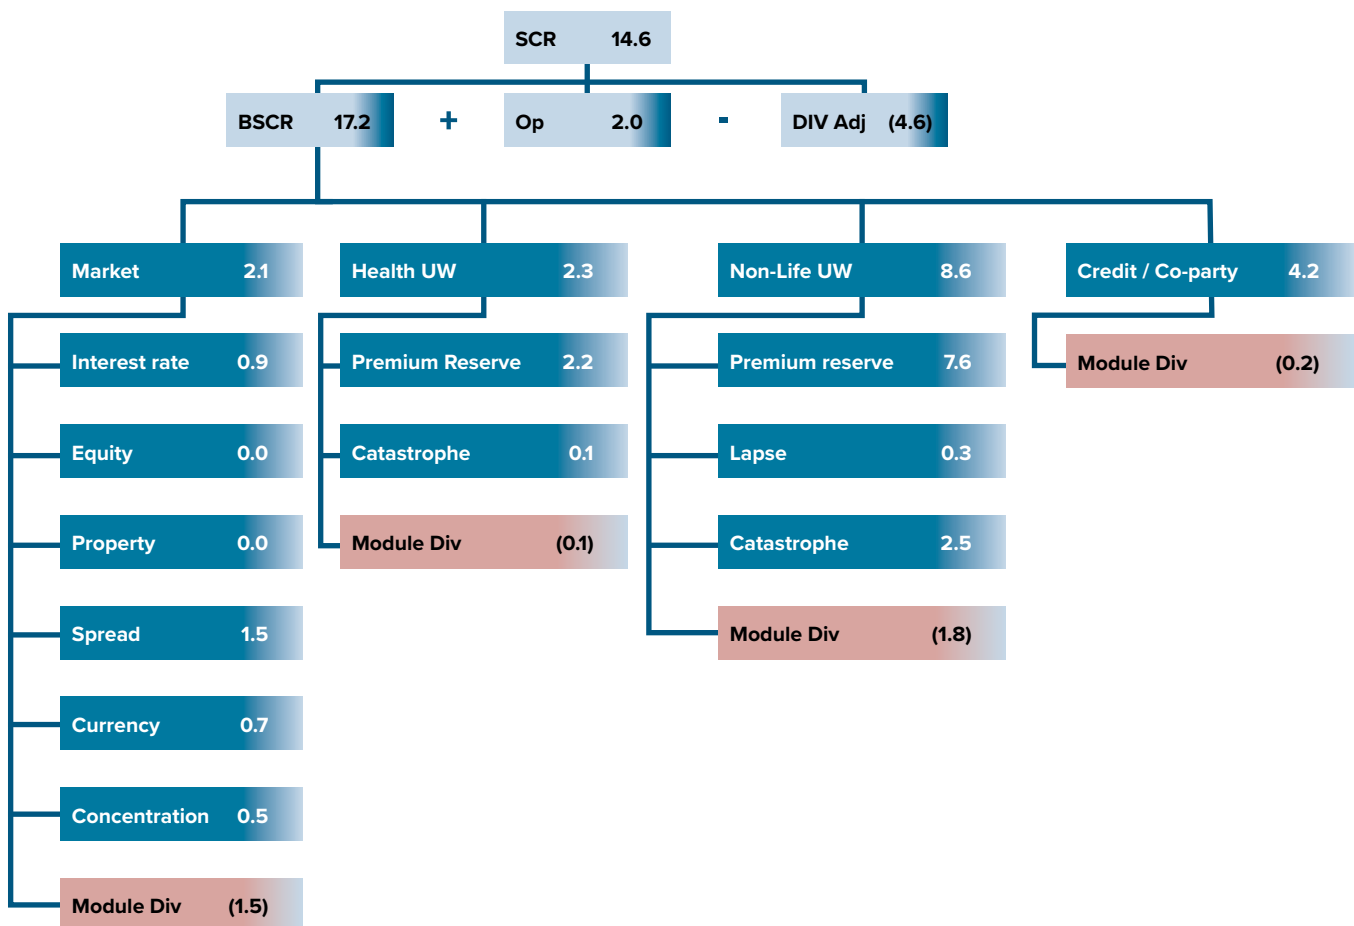 SCR 14.6
BSCR 17.2 + Op 2.0 - DIV Adj (4.6)
Market 2.1
Interest rate 0.9
Equity 0.0
Property 0.0
Spread 1.5
Currency 0.7
Concentration 0.5
Module Div (1.5)
Health UW 2.3
Premium Reserve 2.2
Catastrophe 0.1
Module Div (0.1)
Non-Life UW 8.6
Premium reserve 7.6
Lapse 0.3
Catastrophe 2.5
Module Div (1.8)
Credit / Co-party 4.2
Module Div (0.2)